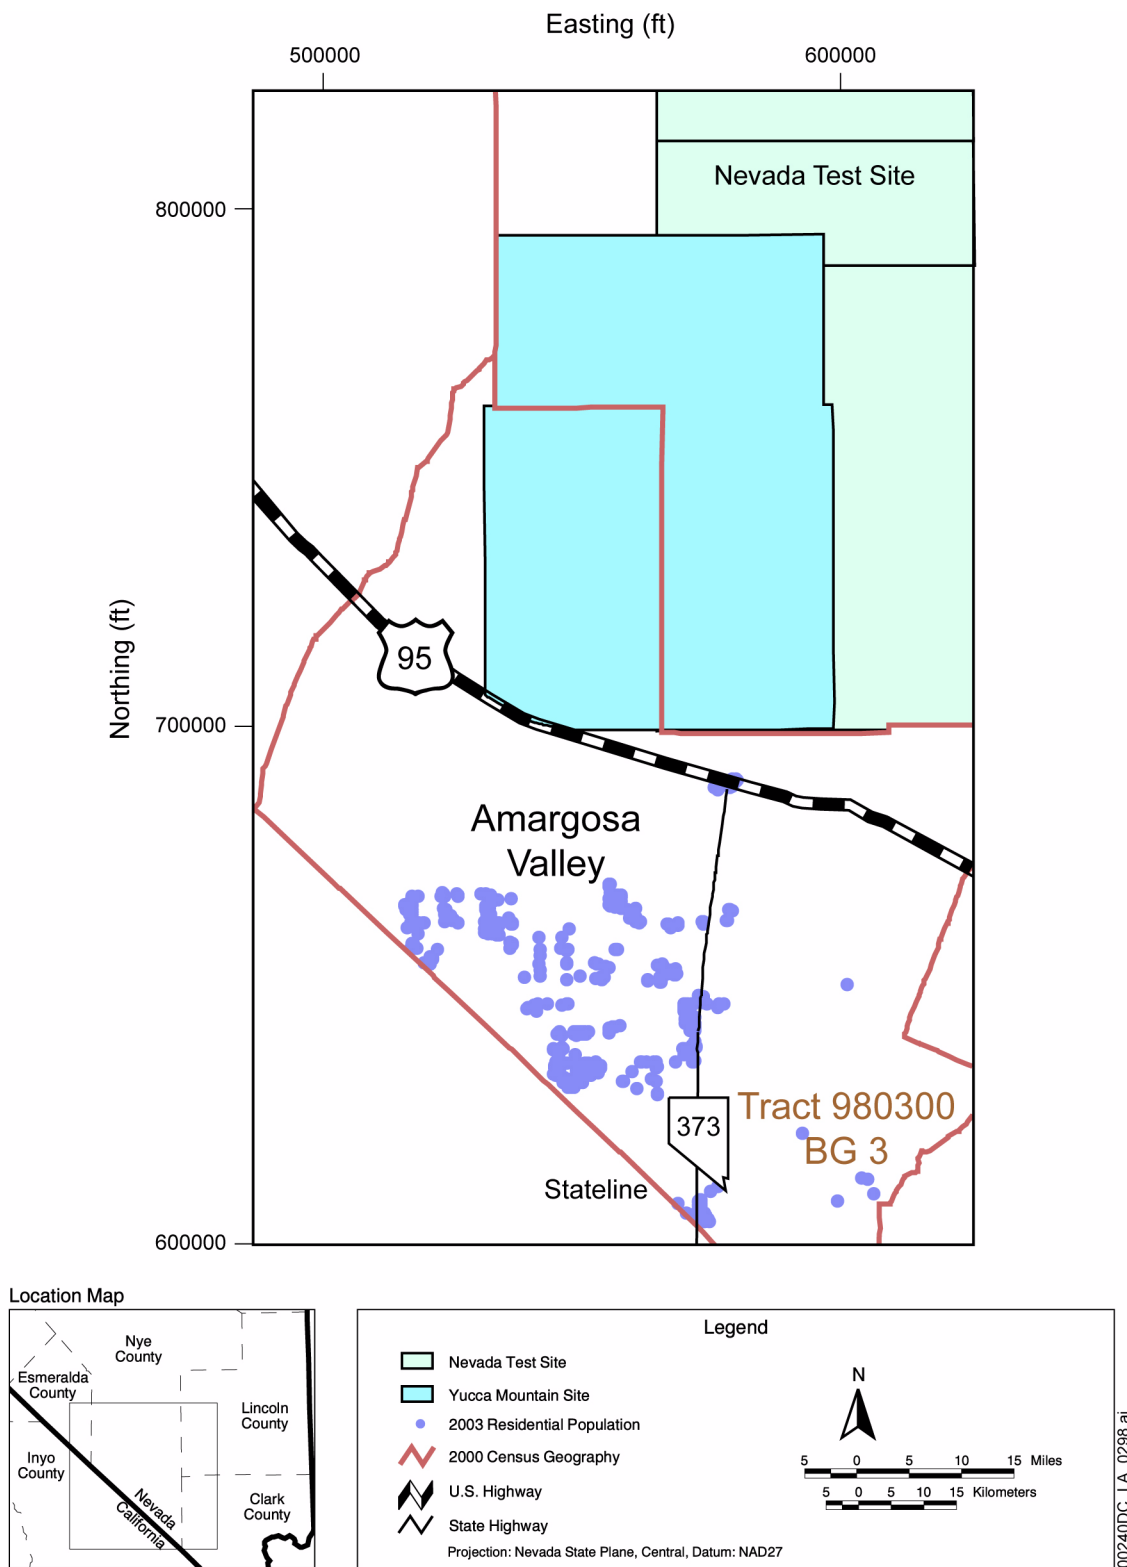 Easting (ft)
500000
600000
Nevada Test Site
800000
Northing (ft)
95
700000
Amargosa
Valley
Tract 980300
373
BG 3
Stateline
600000
Location Map
Nye
County
Esmeralda
County
Lincoln
County
Inyo
County
Nevada
California
Clark
County
Legend
Nevada Test Site
Yucca Mountain Site
2003 Residential Population
2000 Census Geography
U.S. Highway
State Highway
N
5 0 5 10 15 Miles
5 0 5 10 15 Kilometers
Projection: Nevada State Plane, Central, Datum: NAD27
00240DC_LA_0298.ai